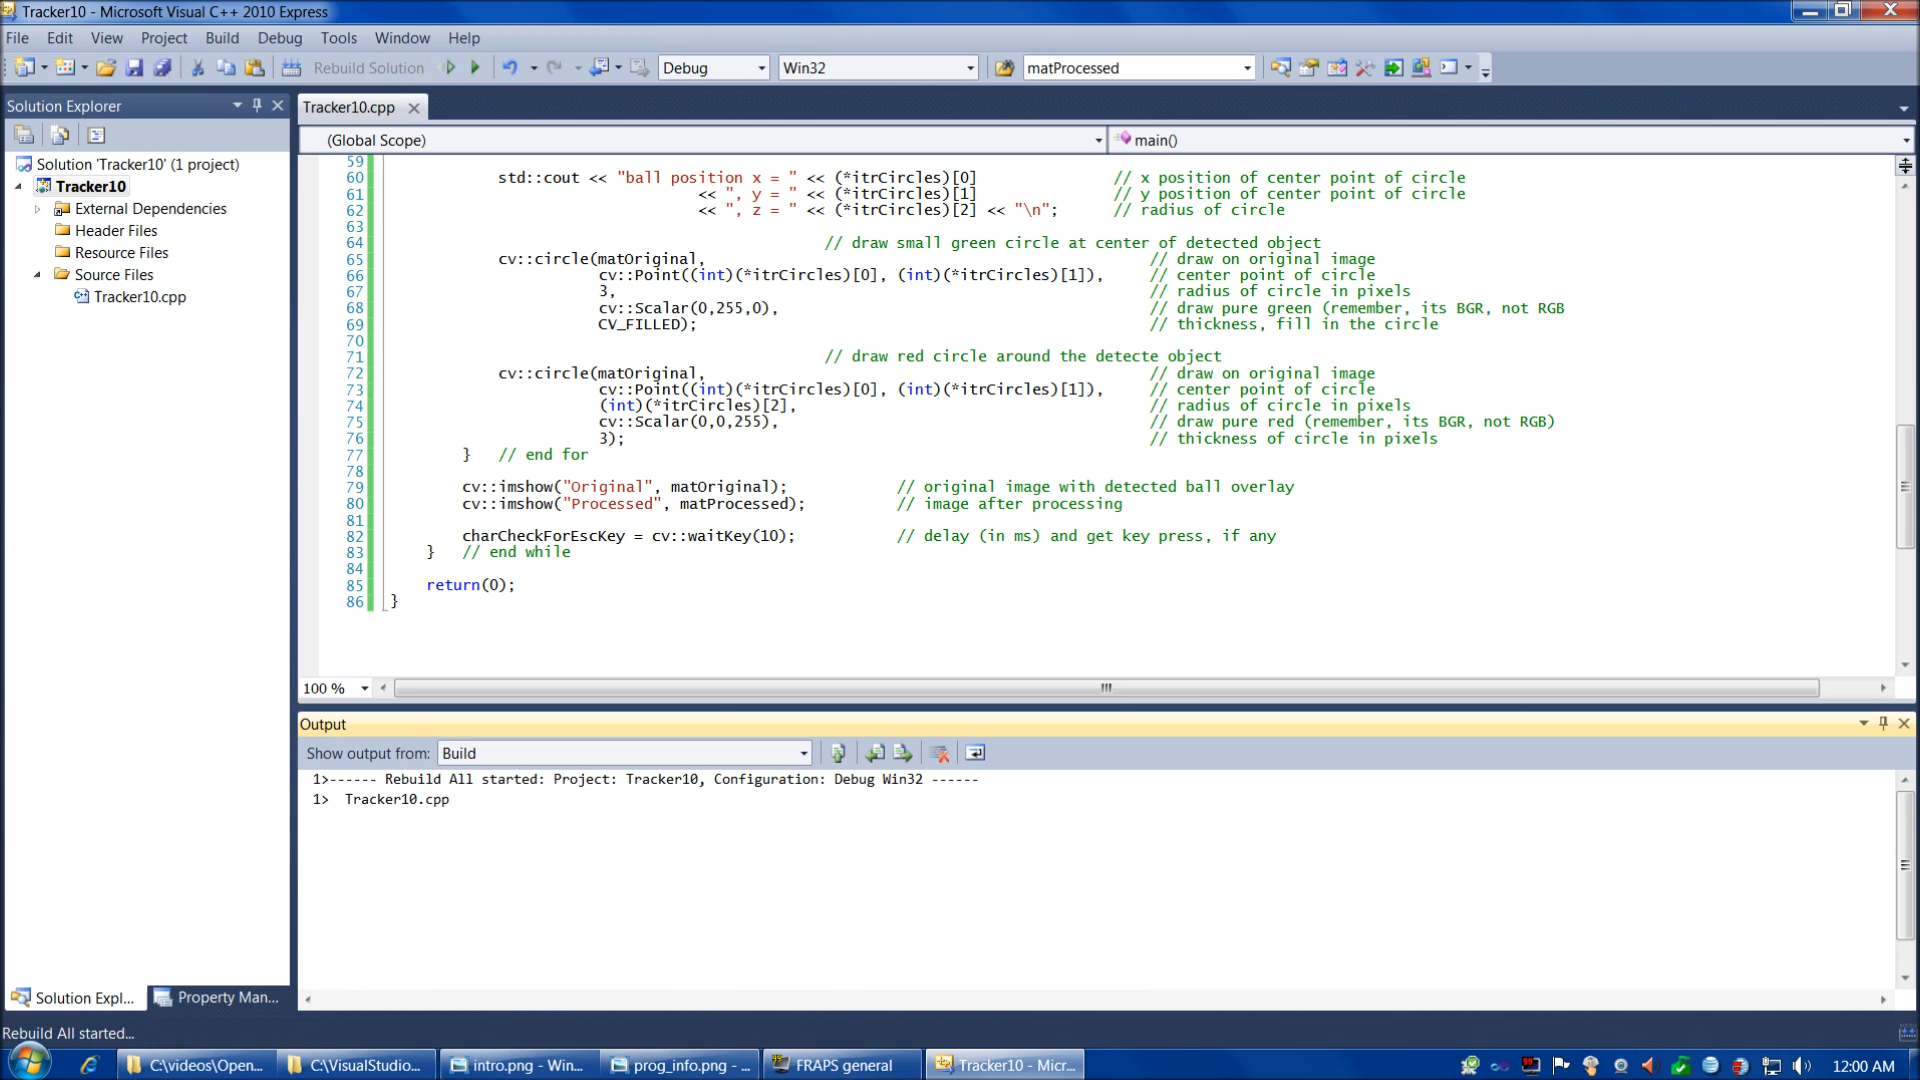 Tracker10 - Microsoft Visual C++ 2010 Express
File Edit View Project Build Debug Tools Window Help
Rebuild Solution Debug Win32 matProcessed
Solution Explorer
Solution 'Tracker10' (1 project)
Tracker10
External Dependencies
Header Files
Resource Files
Source Files
Tracker10.cpp
Solution Expl... Property Man...
Tracker10.cpp
(Global Scope) main()
59
60 std::cout << "ball position x = " << (*itrCircles)[0] // x position of center point of circle
61 << ", y = " << (*itrCircles)[1] // y position of center point of circle
62 << ", z = " << (*itrCircles)[2] << "\n"; // radius of circle
63
64 // draw small green circle at center of detected object
65 cv::circle(matOriginal, // draw on original image
66 cv::Point((int)(*itrCircles)[0], (int)(*itrCircles)[1]), // center point of circle
67 3, // radius of circle in pixels
68 cv::Scalar(0,255,0), // draw pure green (remember, its BGR, not RGB
69 CV_FILLED); // thickness, fill in the circle
70
71 // draw red circle around the detecte object
72 cv::circle(matOriginal, // draw on original image
73 cv::Point((int)(*itrCircles)[0], (int)(*itrCircles)[1]), // center point of circle
74 (int)(*itrCircles)[2], // radius of circle in pixels
75 cv::Scalar(0,0,255), // draw pure red (remember, its BGR, not RGB)
76 3); // thickness of circle in pixels
77 } // end for
78
79 cv::imshow("Original", matOriginal); // original image with detected ball overlay
80 cv::imshow("Processed", matProcessed); // image after processing
81
82 charCheckForEscKey = cv::waitKey(10); // delay (in ms) and get key press, if any
83 } // end while
84
85 return(0);
86 }
100 %
Output
Show output from: Build
1>------ Rebuild All started: Project: Tracker10, Configuration: Debug Win32 ------
1> Tracker10.cpp
Rebuild All started...
C:\videos\Open... C:\VisualStudio... intro.png - Win... prog_info.png - ... FRAPS general Tracker10 - Micr... 12:00 AM